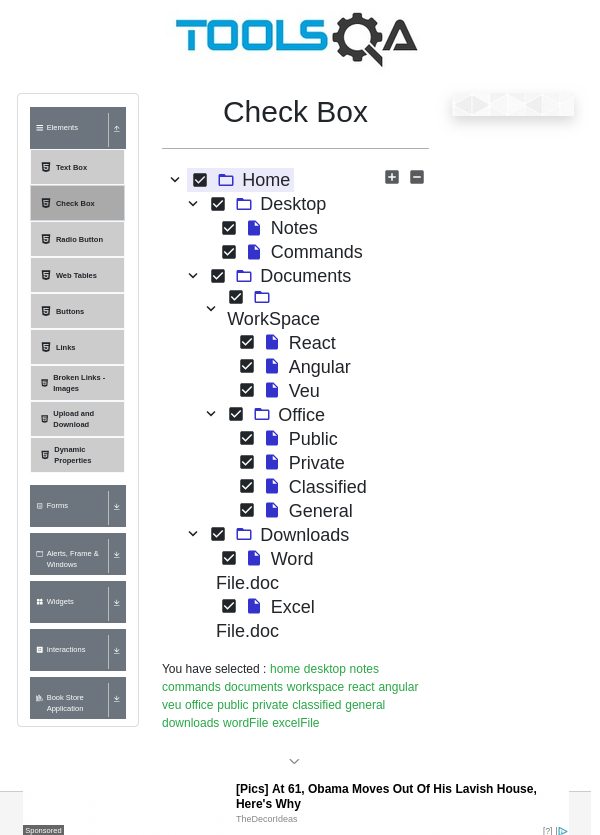 TOOLSQA
Elements
Text Box
Check Box
Radio Button
Web Tables
Buttons
Links
Broken Links -
Images
Upload and
Download
Dynamic
Properties
Forms
Alerts, Frame &
Windows
Widgets
Interactions
Book Store
Application
Check Box
Home
Desktop
Notes
Commands
Documents
WorkSpace
React
Angular
Veu
Office
Public
Private
Classified
General
Downloads
Word
File.doc
Excel
File.doc
You have selected : home desktop notes
commands documents workspace react angular
veu office public private classified general
downloads wordFile excelFile
[Pics] At 61, Obama Moves Out Of His Lavish House,
Here's Why
TheDecorIdeas
Sponsored
[?]